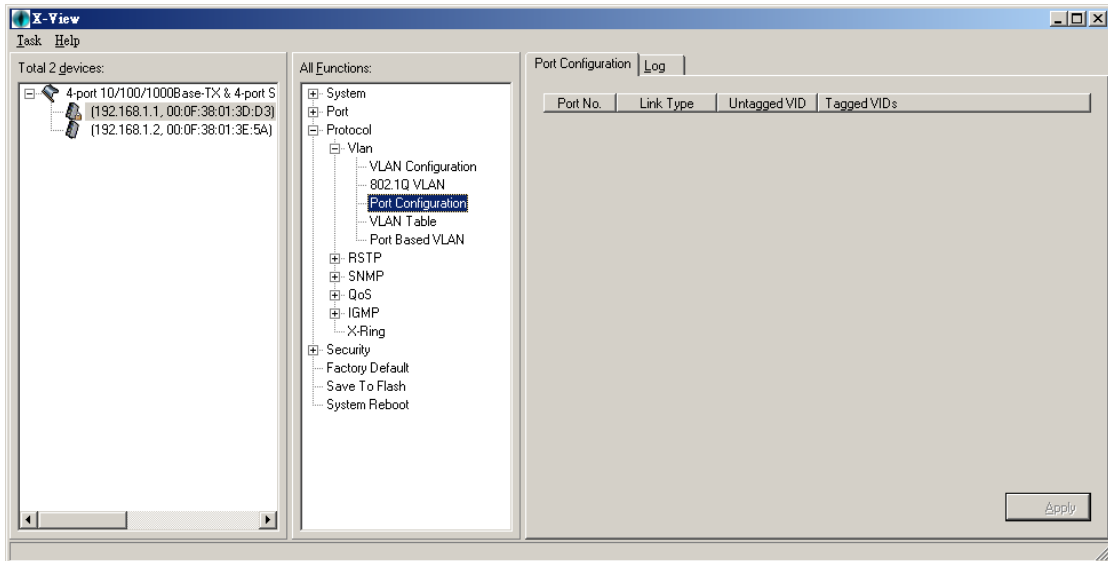 X-View
Task Help
Total 2 devices:
4-port 10/100/1000Base-TX & 4-port S
(192.168.1.1, 00:0F:38:01:3D:D3)
(192.168.1.2, 00:0F:38:01:3E:5A)
All Functions:
System
Port
Protocol
Vlan
VLAN Configuration
802.1Q VLAN
Port Configuration
VLAN Table
Port Based VLAN
RSTP
SNMP
QoS
IGMP
X-Ring
Security
Factory Default
Save To Flash
System Reboot
Port Configuration Log
Port No. Link Type Untagged VID Tagged VIDs
Apply